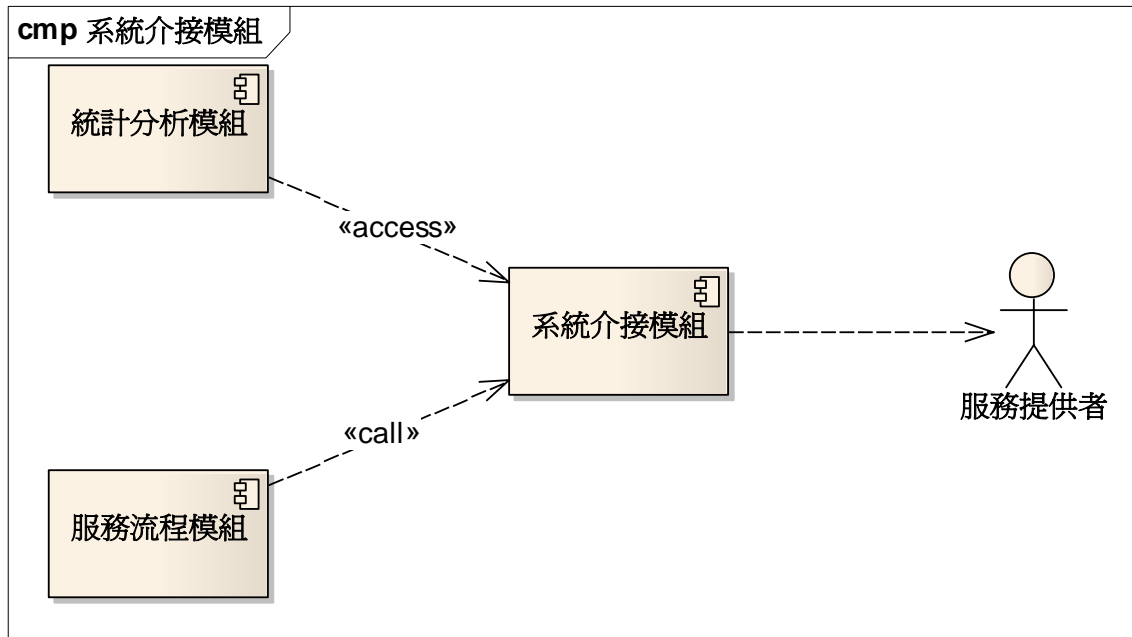 cmp 系統介接模組
統計分析模組
«access»
系統介接模組
服務提供者
«call»
服務流程模組